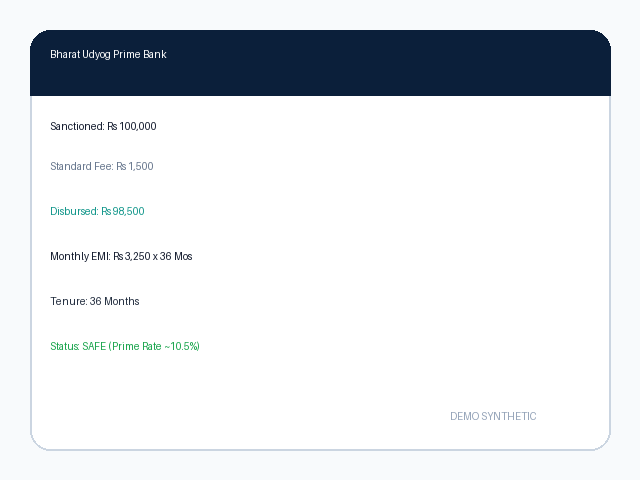 Bharat Udyog Prime Bank
Sanctioned: Rs 100,000
Standard Fee: Rs 1,500
Disbursed: Rs 98,500
Monthly EMI: Rs 3,250 x 36 Mos
Tenure: 36 Months
Status: SAFE (Prime Rate ~10.5%)
DEMO SYNTHETIC